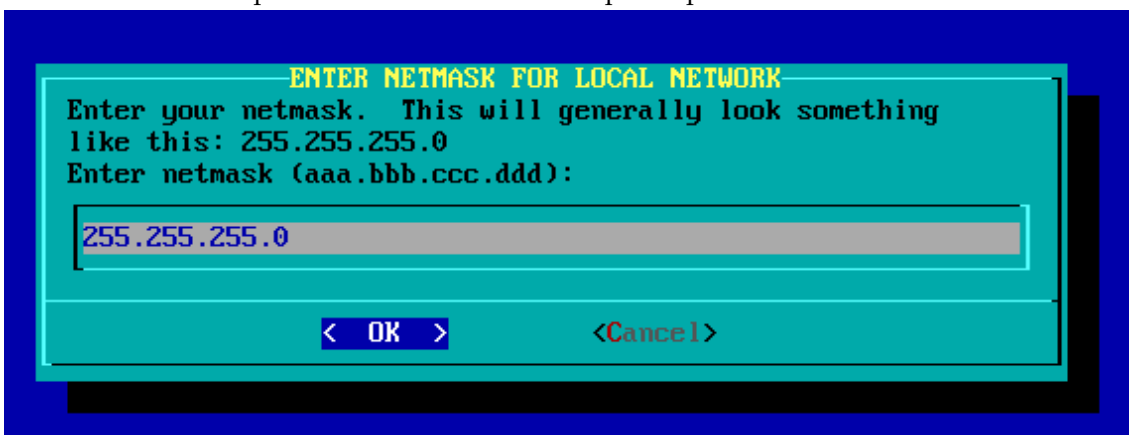 ENTER NETMASK FOR LOCAL NETWORK
Enter your netmask.  This will generally look something
like this: 255.255.255.0
Enter netmask (aaa.bbb.ccc.ddd):
255.255.255.0
<  OK  >        <Cancel>